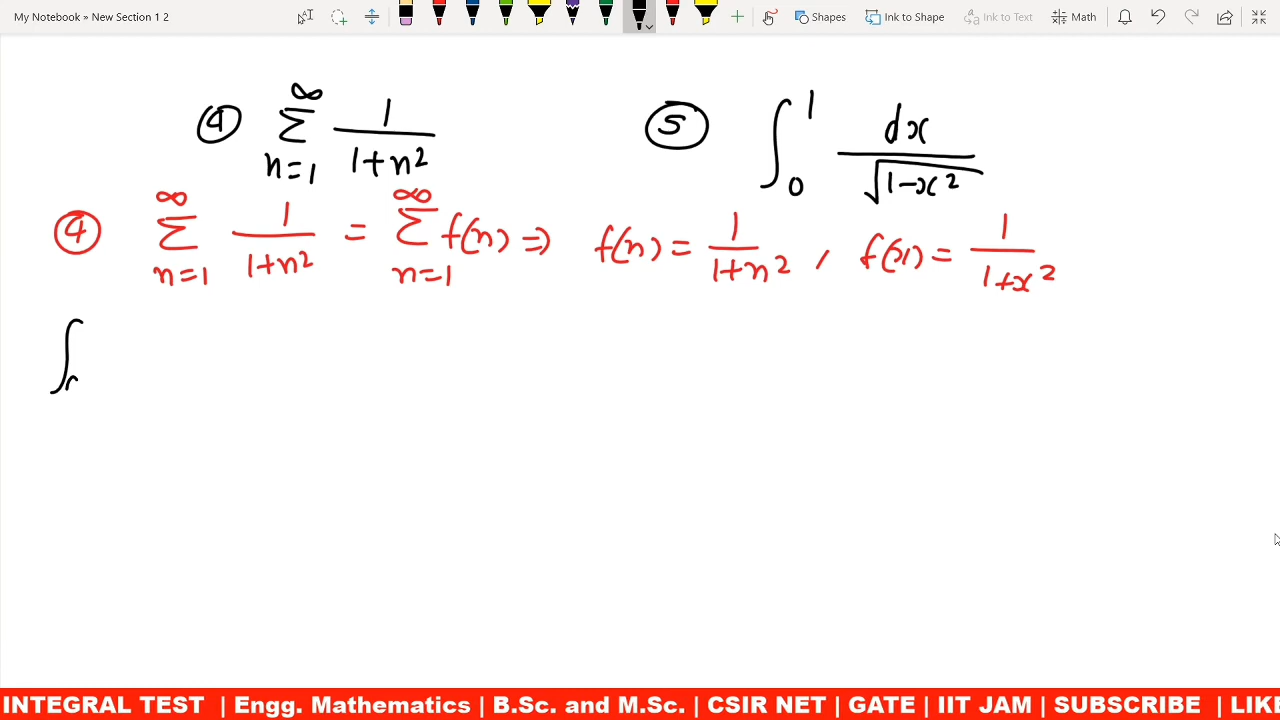 My Notebook » New Section 1 2
Shapes Ink to Shape Ink to Text Math
④ ∑_{n=1}^{∞} 1/(1+n²) ⑤ ∫_0^1 dx/√(1-x²)
④ ∑_{n=1}^{∞} 1/(1+n²) = ∑_{n=1}^{∞} f(n) ⇒ f(n) = 1/(1+n²) , f(x) = 1/(1+x²)
∫
INTEGRAL TEST | Engg. Mathematics | B.Sc. and M.Sc. | CSIR NET | GATE | IIT JAM | SUBSCRIBE | LIKE